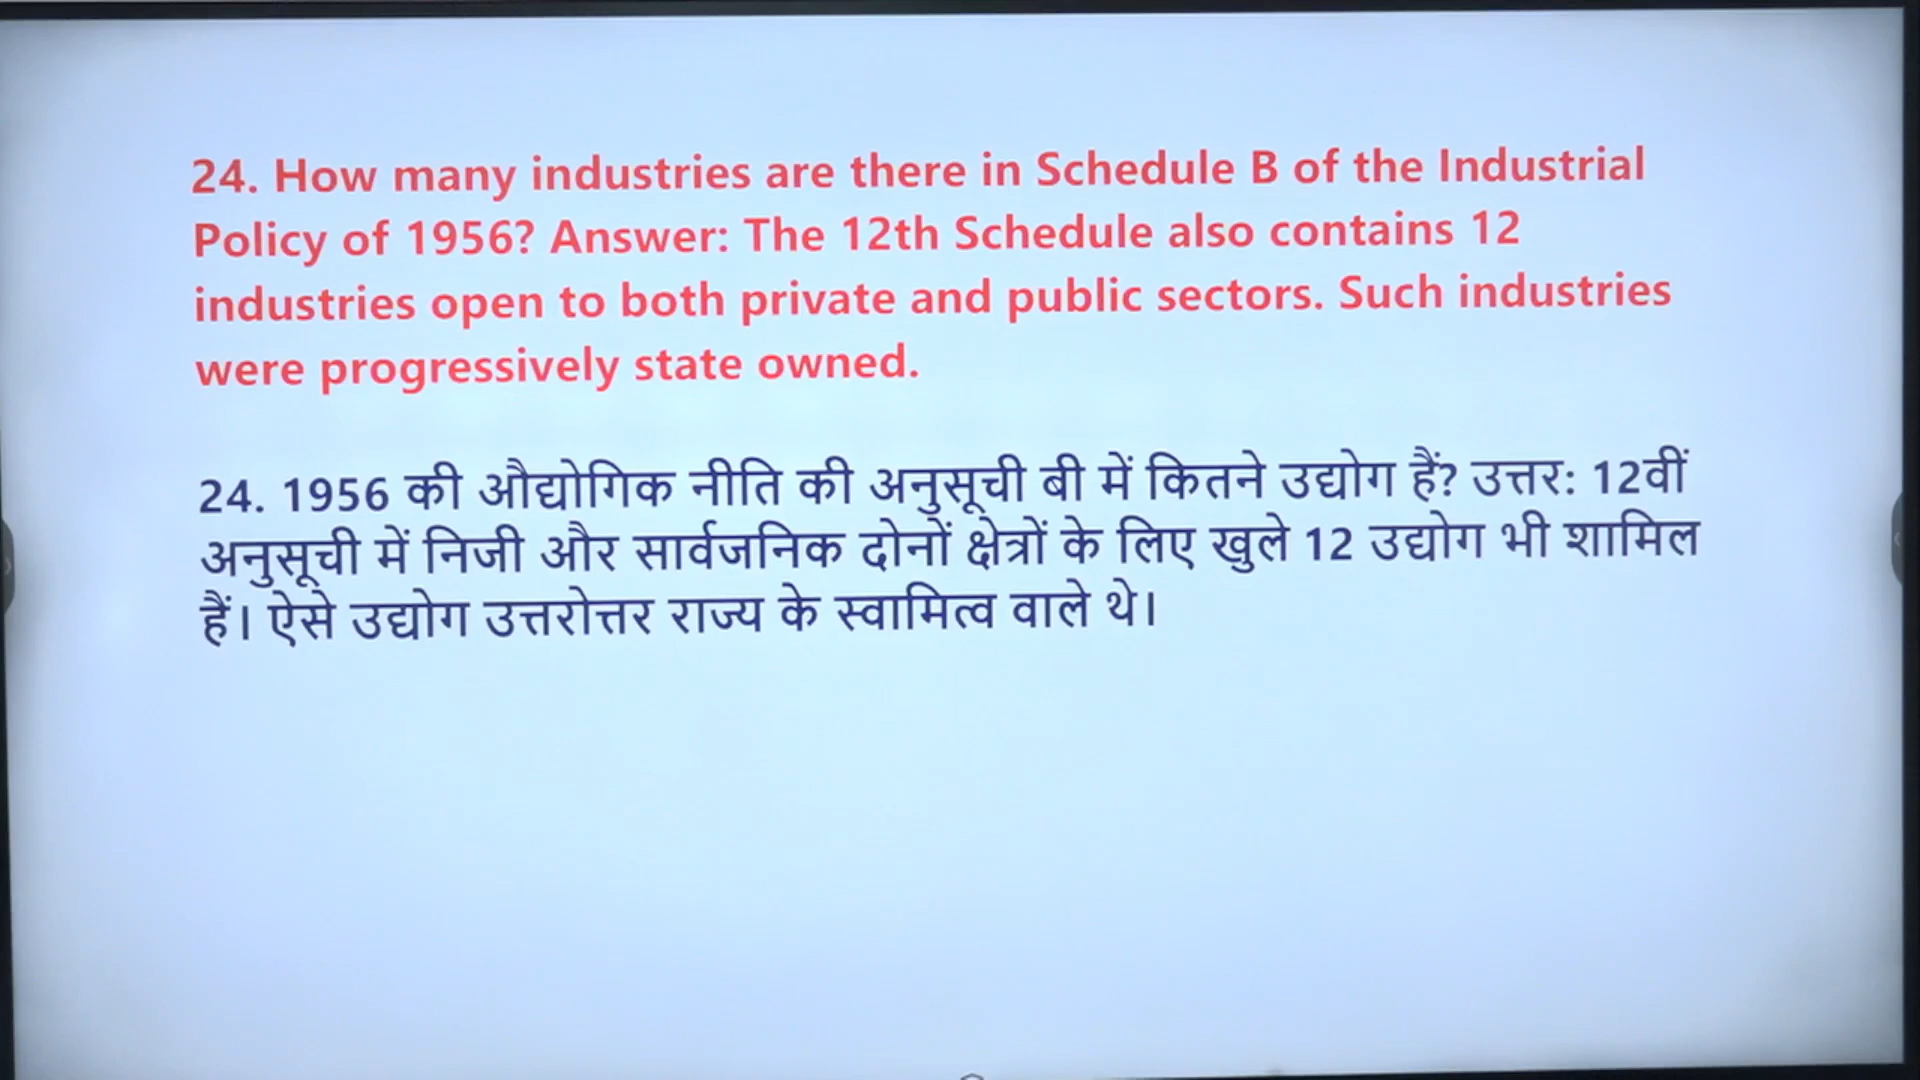 24. How many industries are there in Schedule B of the Industrial
Policy of 1956? Answer: The 12th Schedule also contains 12
industries open to both private and public sectors. Such industries
were progressively state owned.
24. 1956 की औद्योगिक नीति की अनुसूची बी में कितने उद्योग हैं? उत्तर: 12वीं
अनुसूची में निजी और सार्वजनिक दोनों क्षेत्रों के लिए खुले 12 उद्योग भी शामिल
हैं। ऐसे उद्योग उत्तरोत्तर राज्य के स्वामित्व वाले थे।